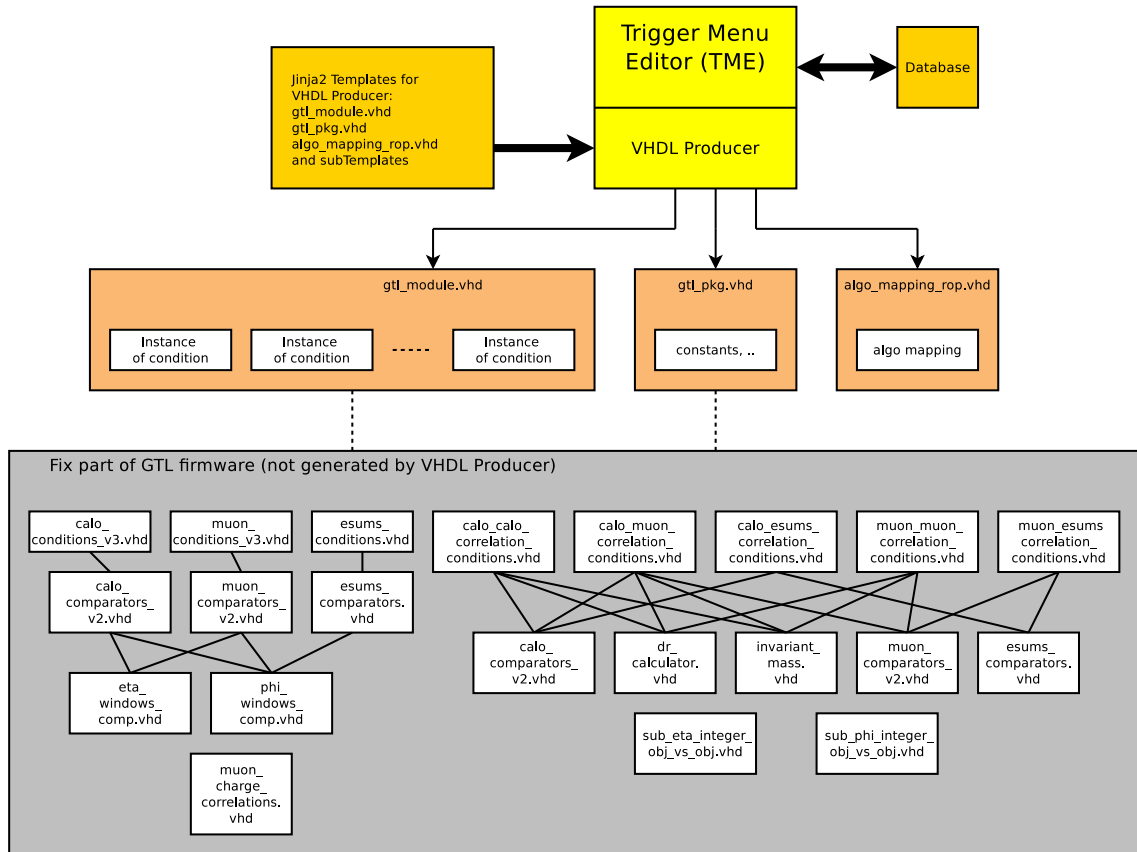 Trigger Menu
Editor (TME)
Database
Jinja2 Templates for
VHDL Producer:
gtl_module.vhd
gtl_pkg.vhd
algo_mapping_rop.vhd
and subTemplates
VHDL Producer
gtl_module.vhd
Instance
of condition
Instance
of condition
-----
Instance
of condition
gtl_pkg.vhd
constants, ..
algo_mapping_rop.vhd
algo mapping
Fix part of GTL firmware (not generated by VHDL Producer)
calo_
conditions_v3.vhd
muon_
conditions_v3.vhd
esums_
conditions.vhd
calo_calo_
correlation_
conditions.vhd
calo_muon_
correlation_
conditions.vhd
calo_esums_
correlation_
conditions.vhd
muon_muon_
correlation_
conditions.vhd
muon_esums
correlation_
conditions.vhd
calo_
comparators_
v2.vhd
muon_
comparators_
v2.vhd
esums_
comparators.
vhd
calo_
comparators_
v2.vhd
dr_
calculator.
vhd
invariant_
mass.
vhd
muon_
comparators_
v2.vhd
esums_
comparators.
vhd
eta_
windows_
comp.vhd
phi_
windows_
comp.vhd
sub_eta_integer_
obj_vs_obj.vhd
sub_phi_integer_
obj_vs_obj.vhd
muon_
charge_
correlations.
vhd